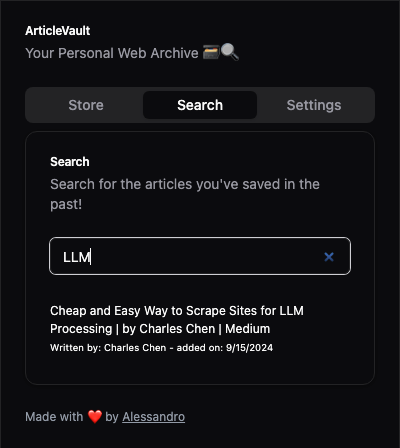 ArticleVault
Your Personal Web Archive 🗃️🔍
Store Search Settings
Search
Search for the articles you've saved in the
past!
LLM
Cheap and Easy Way to Scrape Sites for LLM
Processing | by Charles Chen | Medium
Written by: Charles Chen - added on: 9/15/2024
Made with ❤️ by Alessandro